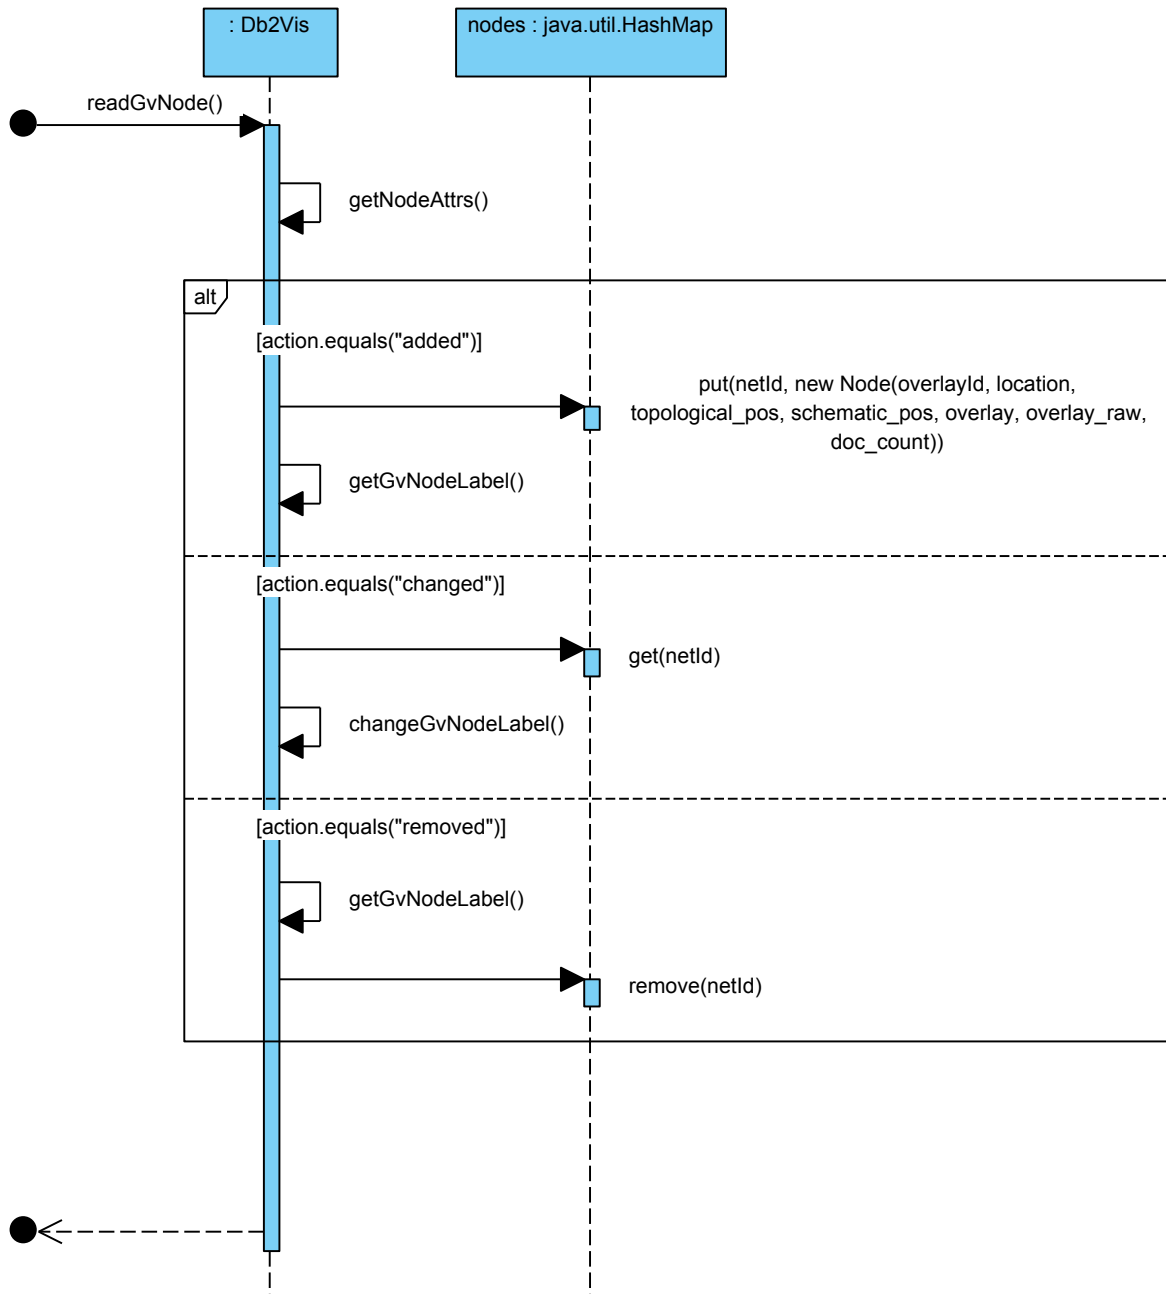 : Db2Vis
nodes : java.util.HashMap
readGvNode()
getNodeAttrs()
alt
[action.equals("added")]
put(netId, new Node(overlayId, location,
topological_pos, schematic_pos, overlay, overlay_raw,
doc_count))
getGvNodeLabel()
[action.equals("changed")]
get(netId)
changeGvNodeLabel()
[action.equals("removed")]
getGvNodeLabel()
remove(netId)